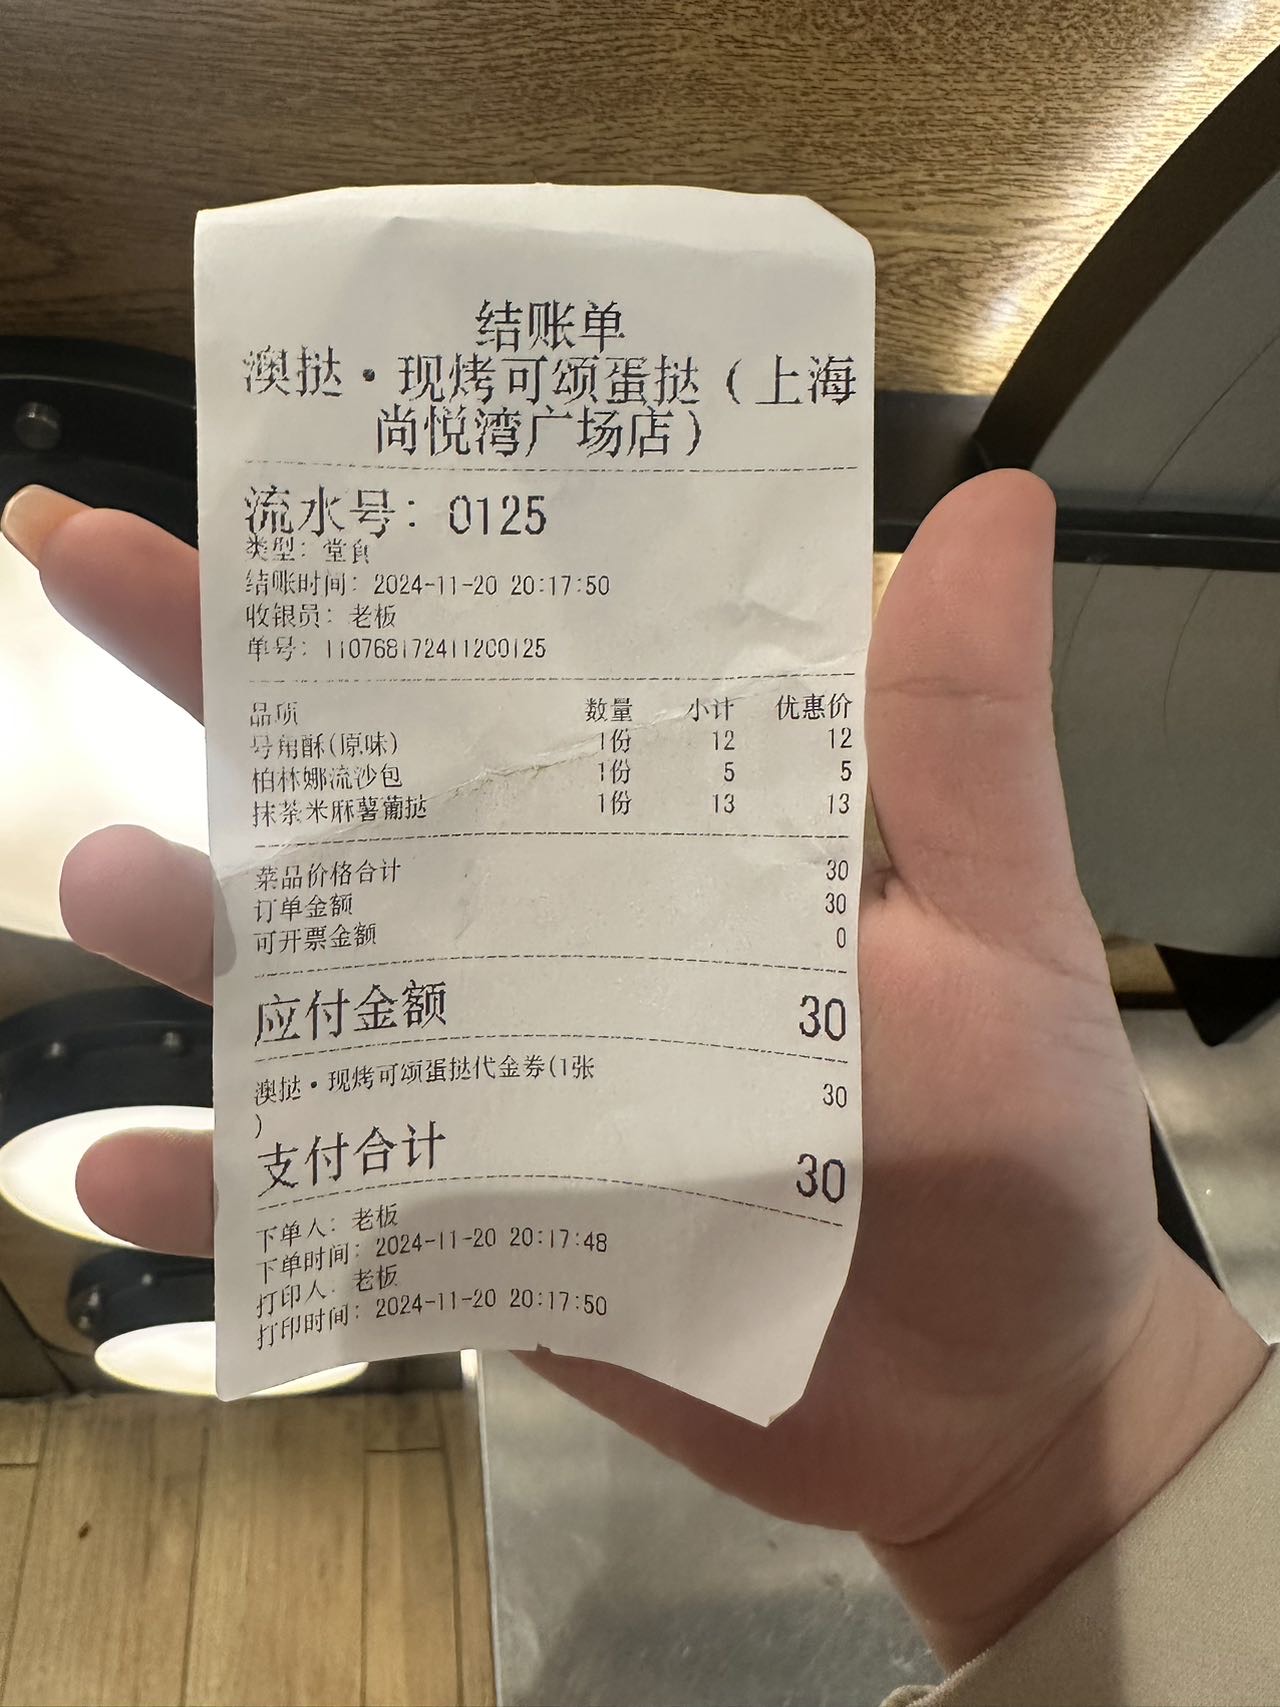 结账单
澳挞·现烤可颂蛋挞（上海
尚悦湾广场店）
流水号：0125
类型：堂食
结账时间：2024-11-20 20:17:50
收银员：老板
单号：110768172411200125
品项 数量 小计 优惠价
号角酥(原味) 1份 12 12
柏林娜流沙包 1份 5 5
抹茶米麻薯葡挞 1份 13 13
菜品价格合计 30
订单金额 30
可开票金额 0
应付金额 30
澳挞·现烤可颂蛋挞代金券(1张 30
)
支付合计 30
下单人：老板
下单时间：2024-11-20 20:17:48
打印人：老板
打印时间：2024-11-20 20:17:50